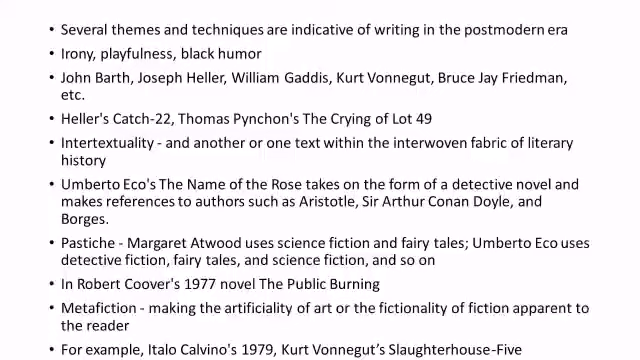 • Several themes and techniques are indicative of writing in the postmodern era
• Irony, playfulness, black humor
• John Barth, Joseph Heller, William Gaddis, Kurt Vonnegut, Bruce Jay Friedman,
etc.
• Heller's Catch-22, Thomas Pynchon's The Crying of Lot 49
• Intertextuality - and another or one text within the interwoven fabric of literary
history
• Umberto Eco's The Name of the Rose takes on the form of a detective novel and
makes references to authors such as Aristotle, Sir Arthur Conan Doyle, and
Borges.
• Pastiche - Margaret Atwood uses science fiction and fairy tales; Umberto Eco uses
detective fiction, fairy tales, and science fiction, and so on
• In Robert Coover's 1977 novel The Public Burning
• Metafiction - making the artificiality of art or the fictionality of fiction apparent to
the reader
• For example, Italo Calvino's 1979, Kurt Vonnegut’s Slaughterhouse-Five